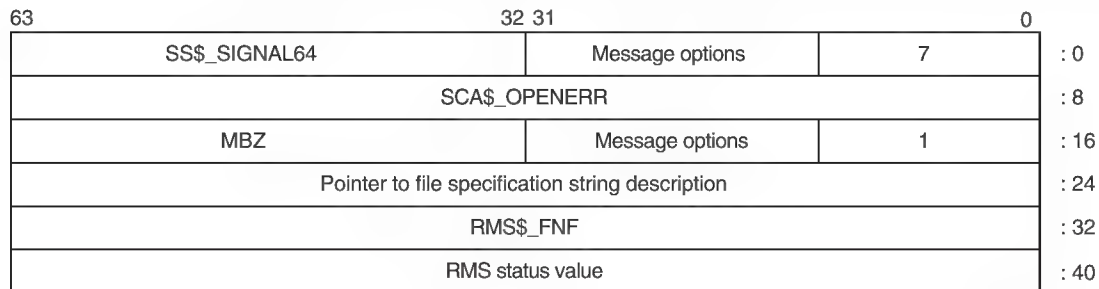 63 32 31 0
SS$_SIGNAL64 Message options 7 : 0
SCA$_OPENERR : 8
MBZ Message options 1 : 16
Pointer to file specification string description : 24
RMS$_FNF : 32
RMS status value : 40